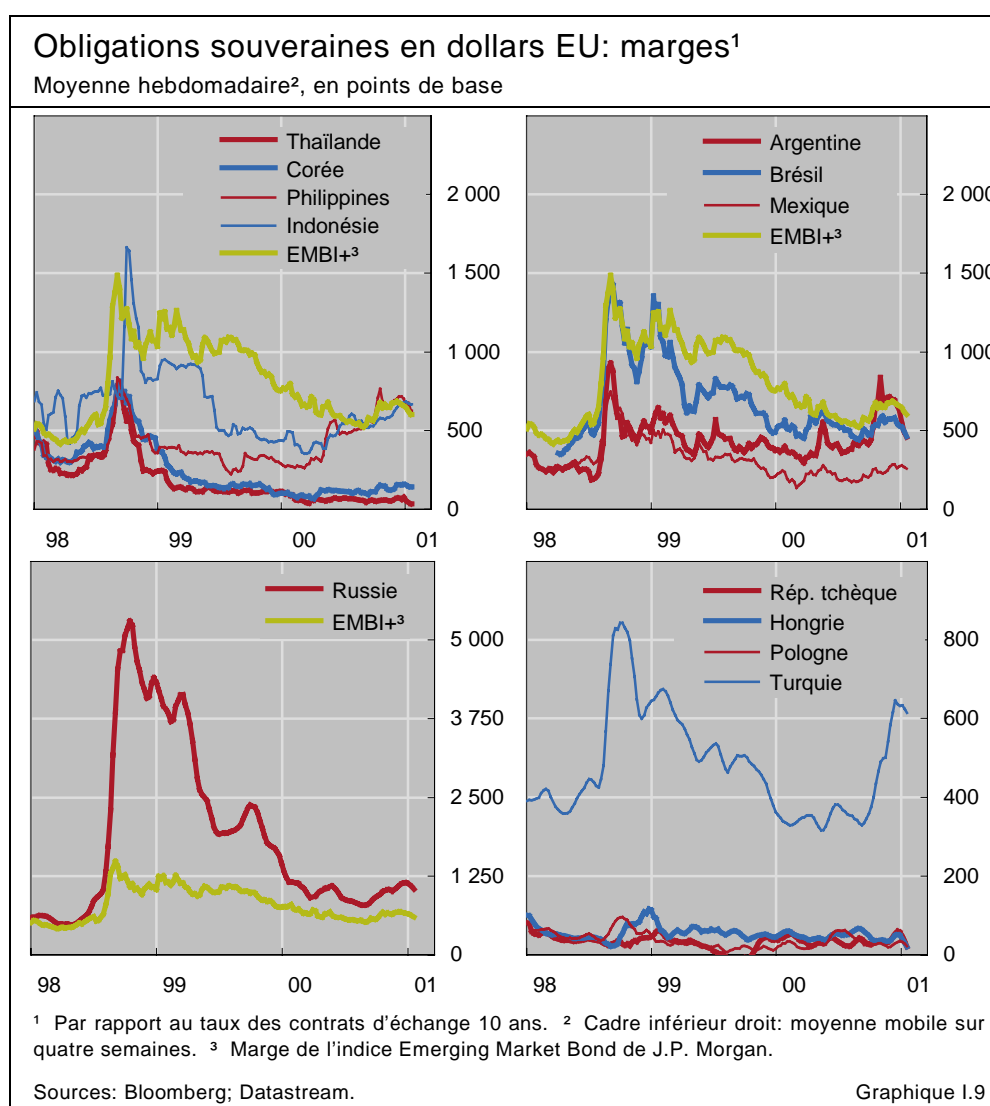 Obligations souveraines en dollars EU: marges¹
Moyenne hebdomadaire², en points de base
Thaïlande
Corée
Philippines
Indonésie
EMBI+³
2 000
1 500
1 000
500
0
98 99 00 01
Argentine
Brésil
Mexique
EMBI+³
2 000
1 500
1 000
500
0
98 99 00 01
Russie
EMBI+³
5 000
3 750
2 500
1 250
0
98 99 00 01
Rép. tchèque
Hongrie
Pologne
Turquie
800
600
400
200
0
98 99 00 01
¹ Par rapport au taux des contrats d'échange 10 ans. ² Cadre inférieur droit: moyenne mobile sur
quatre semaines. ³ Marge de l'indice Emerging Market Bond de J.P. Morgan.
Sources: Bloomberg; Datastream. Graphique I.9